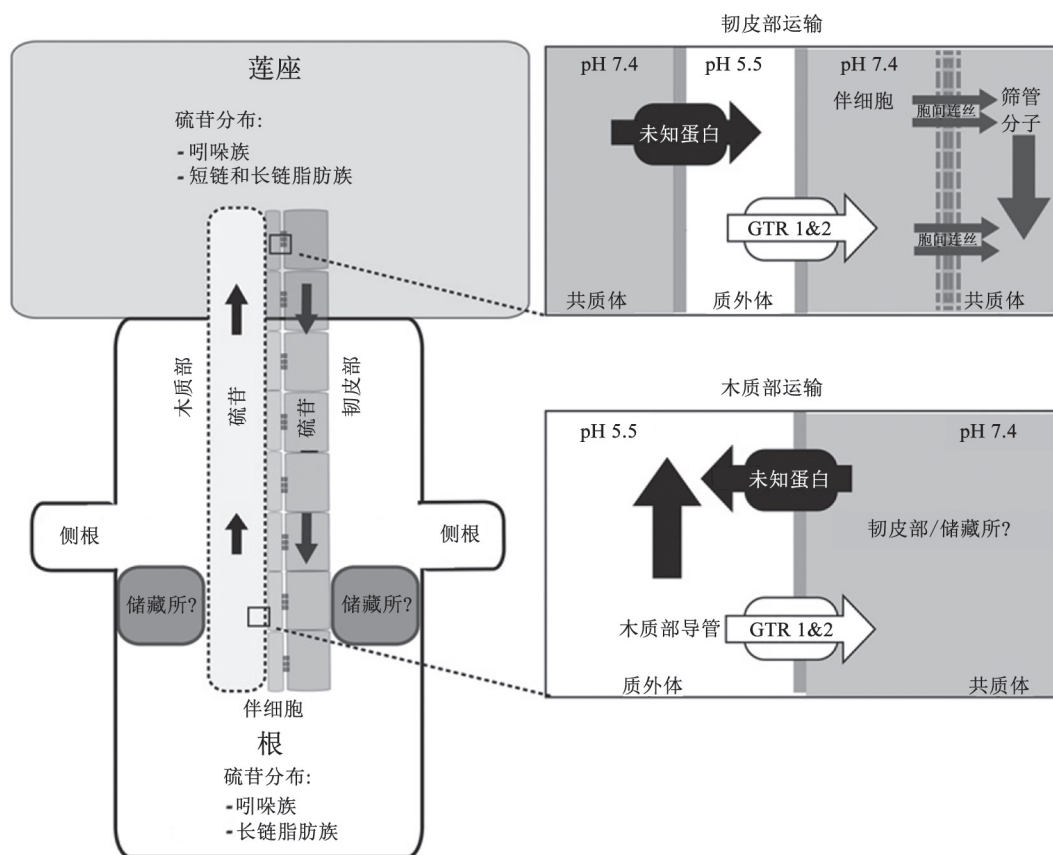 莲座
硫苷分布:
-吲哚族
-短链和长链脂肪族
木质部
硫苷
硫苷
韧皮部
侧根
侧根
储藏所?
储藏所?
伴细胞
根
硫苷分布:
-吲哚族
-长链脂肪族
韧皮部运输
pH 7.4
pH 5.5
pH 7.4
伴细胞
胞间连丝
筛管
分子
未知蛋白
GTR 1&2
胞间连丝
共质体
质外体
共质体
木质部运输
pH 5.5
pH 7.4
未知蛋白
韧皮部/储藏所?
木质部导管
GTR 1&2
质外体
共质体